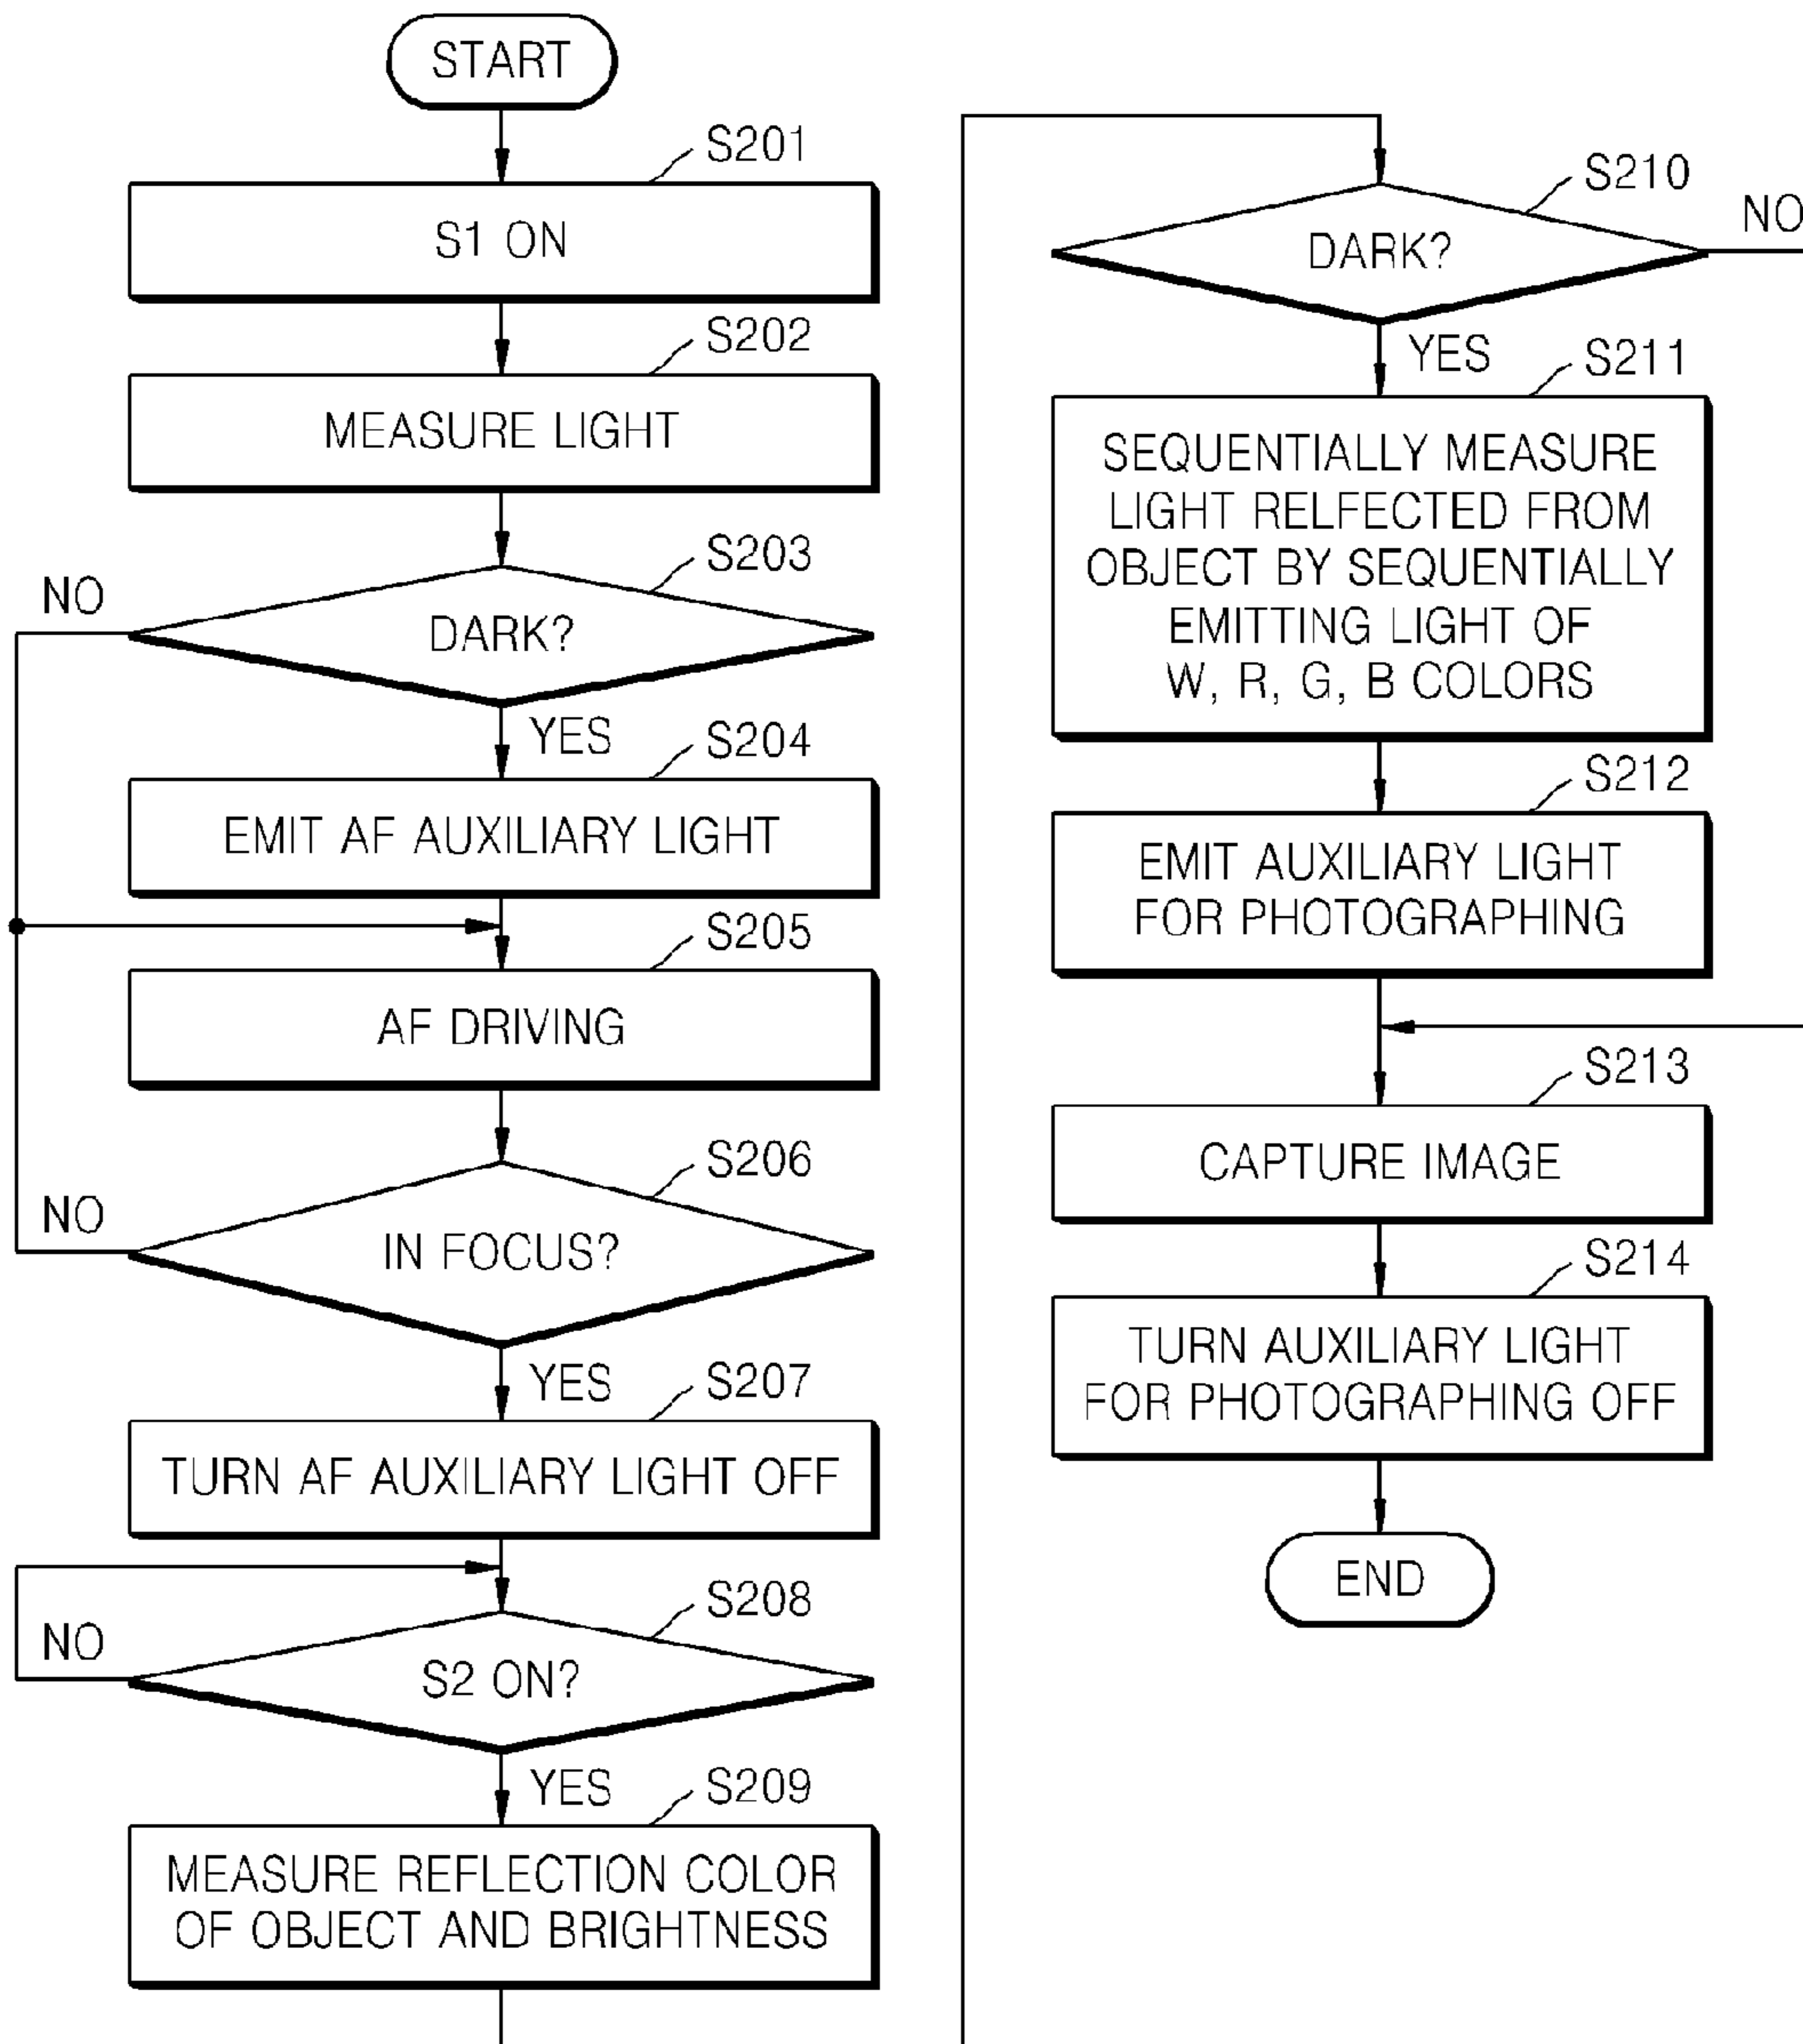 START
S201
S1 ON
S202
MEASURE LIGHT
S203
NO
DARK?
YES
S204
EMIT AF AUXILIARY LIGHT
S205
AF DRIVING
S206
NO
IN FOCUS?
YES
S207
TURN AF AUXILIARY LIGHT OFF
S208
NO
S2 ON?
YES
S209
MEASURE REFLECTION COLOR
OF OBJECT AND BRIGHTNESS
S210
NO
DARK?
YES
S211
SEQUENTIALLY MEASURE
LIGHT RELFECTED FROM
OBJECT BY SEQUENTIALLY
EMITTING LIGHT OF
W, R, G, B COLORS
S212
EMIT AUXILIARY LIGHT
FOR PHOTOGRAPHING
S213
CAPTURE IMAGE
S214
TURN AUXILIARY LIGHT
FOR PHOTOGRAPHING OFF
END